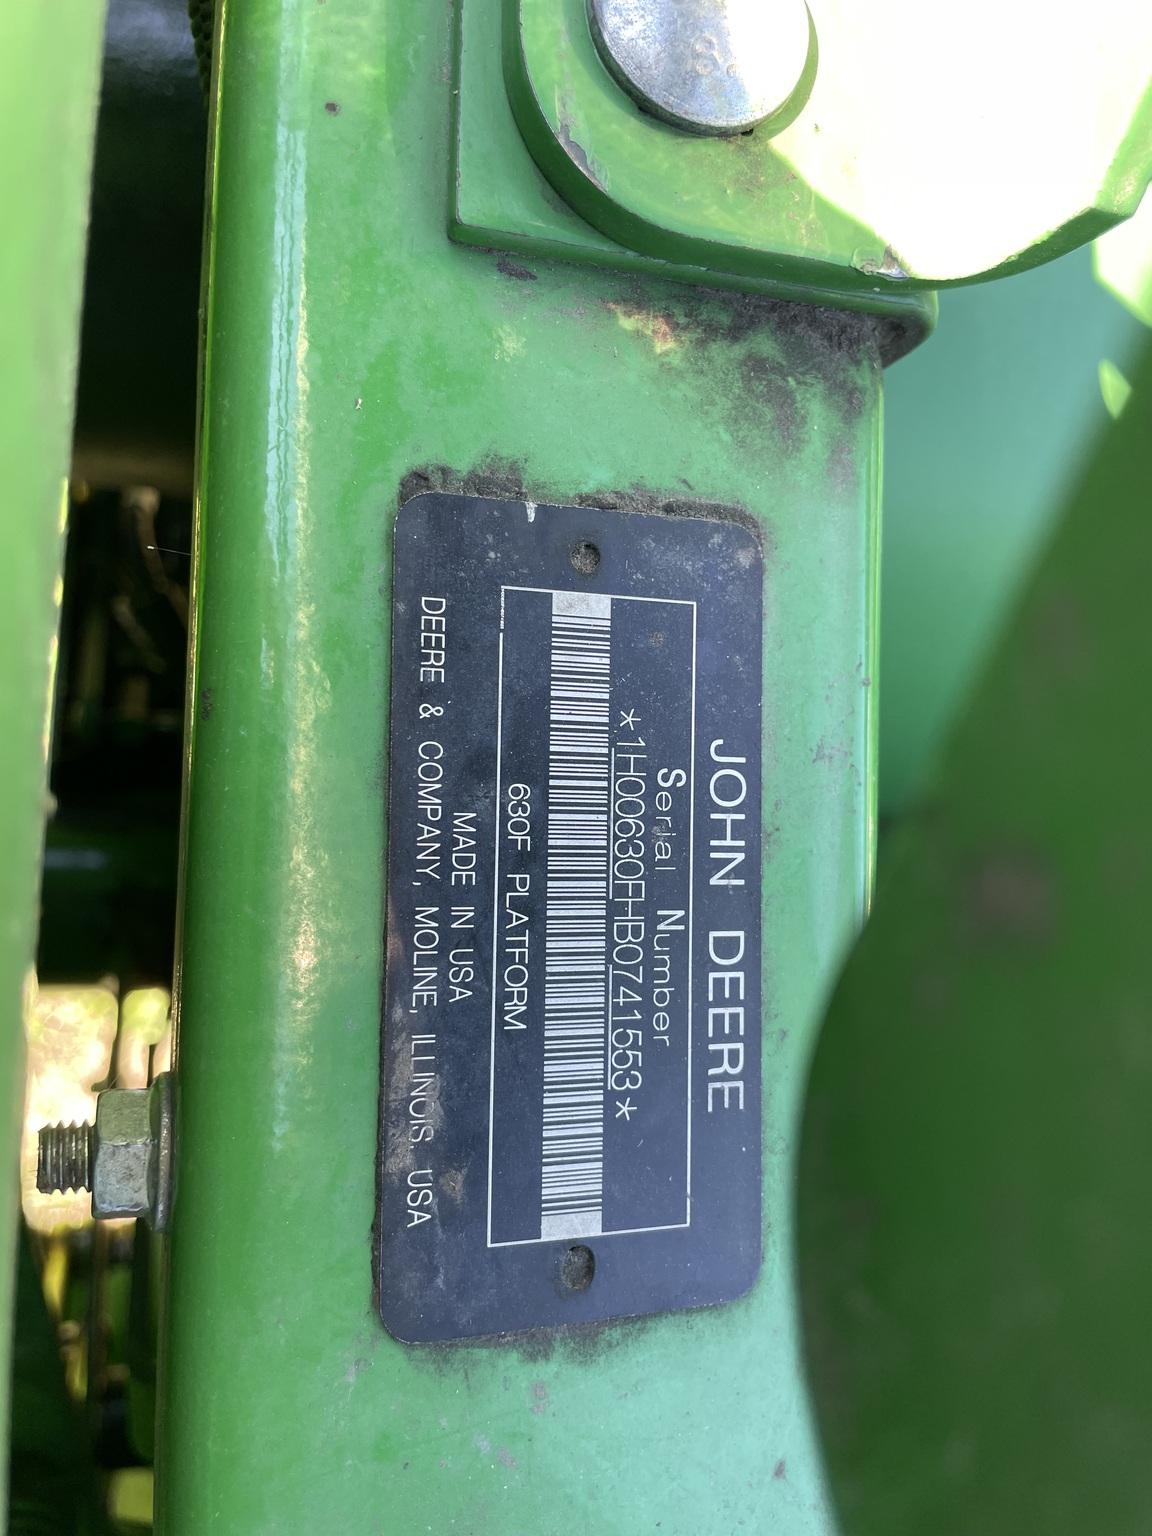 JOHN DEERE
Serial Number
*1H00630FHB0741553*
630F PLATFORM
MADE IN USA
DEERE & COMPANY, MOLINE, ILLINOIS, USA